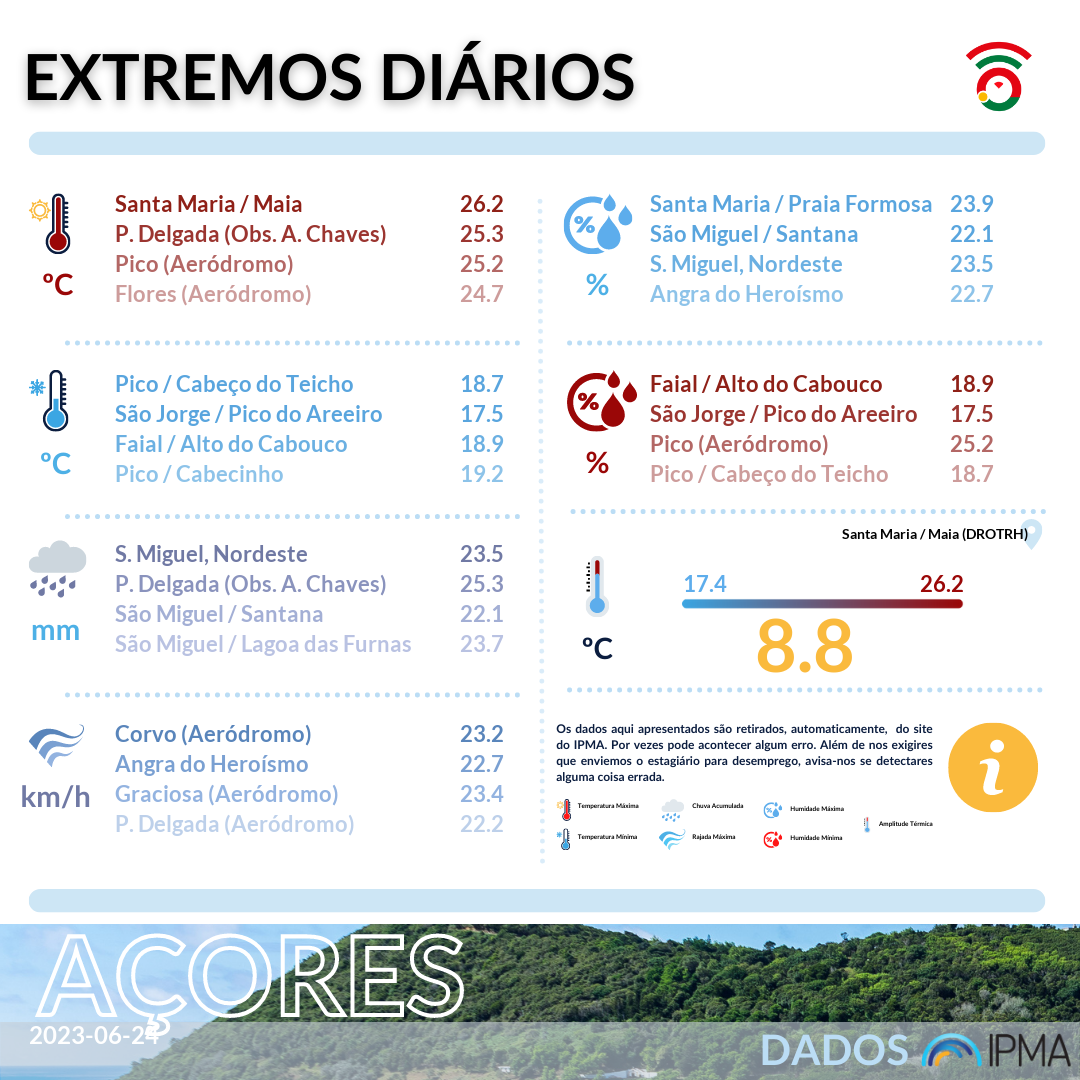 EXTREMOS DIÁRIOS
Santa Maria / Maia 26.2
P. Delgada (Obs. A. Chaves) 25.3
Pico (Aeródromo) 25.2
Flores (Aeródromo) 24.7
ºC
Pico / Cabeço do Teicho 18.7
São Jorge / Pico do Areeiro 17.5
Faial / Alto do Cabouco 18.9
Pico / Cabecinho 19.2
ºC
S. Miguel, Nordeste 23.5
P. Delgada (Obs. A. Chaves) 25.3
São Miguel / Santana 22.1
São Miguel / Lagoa das Furnas 23.7
mm
Corvo (Aeródromo) 23.2
Angra do Heroísmo 22.7
Graciosa (Aeródromo) 23.4
P. Delgada (Aeródromo) 22.2
km/h
%
Santa Maria / Praia Formosa 23.9
São Miguel / Santana 22.1
S. Miguel, Nordeste 23.5
Angra do Heroísmo 22.7
%
%
Faial / Alto do Cabouco 18.9
São Jorge / Pico do Areeiro 17.5
Pico (Aeródromo) 25.2
Pico / Cabeço do Teicho 18.7
%
Santa Maria / Maia (DROTRH)
17.4 26.2
8.8
ºC
Os dados aqui apresentados são retirados, automaticamente, do site
do IPMA. Por vezes pode acontecer algum erro. Além de nos exigires
que enviemos o estagiário para desemprego, avisa-nos se detectares
alguma coisa errada.
i
Temperatura Máxima Chuva Acumulada Humidade Máxima
Amplitude Térmica
Temperatura Mínima Rajada Máxima Humidade Mínima
AÇORES
2023-06-24
DADOS IPMA